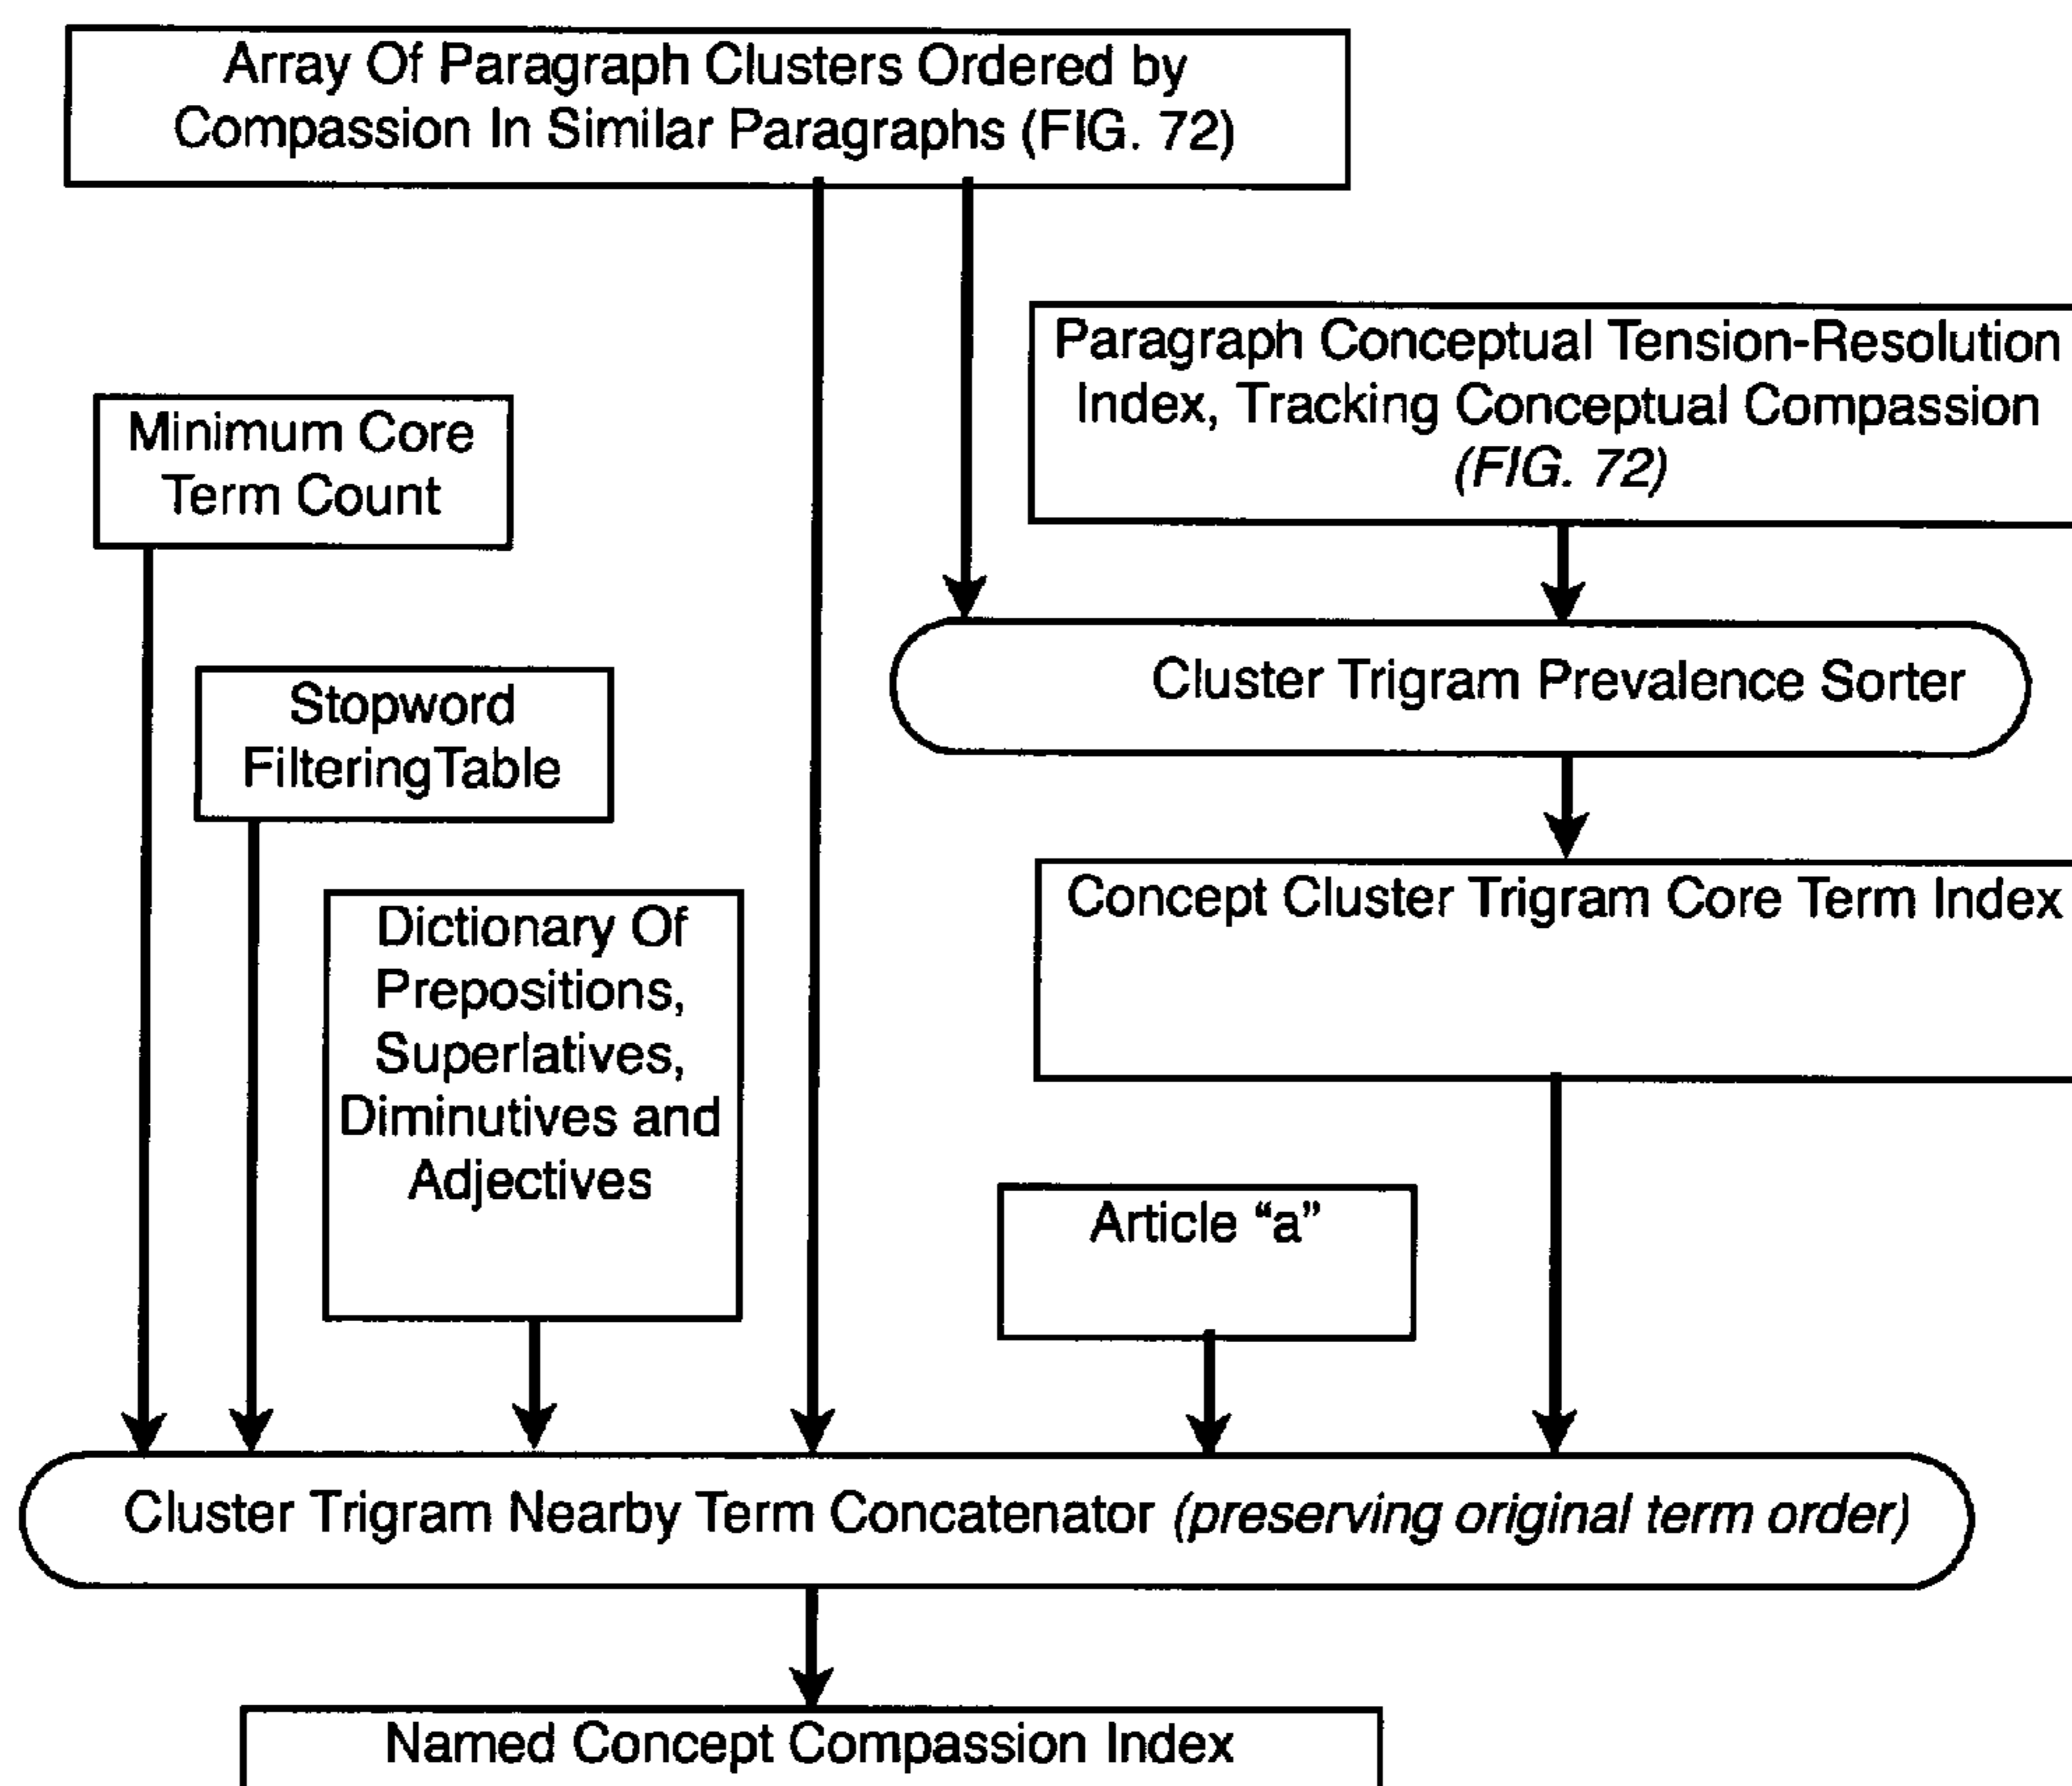 Array Of Paragraph Clusters Ordered by
Compassion In Similar Paragraphs (FIG. 72)
Paragraph Conceptual Tension-Resolution
Index, Tracking Conceptual Compassion
(FIG. 72)
Minimum Core
Term Count
Cluster Trigram Prevalence Sorter
Stopword
FilteringTable
Concept Cluster Trigram Core Term Index
Dictionary Of
Prepositions,
Superlatives,
Diminutives and
Adjectives
Article “a”
Cluster Trigram Nearby Term Concatenator (preserving original term order)
Named Concept Compassion Index